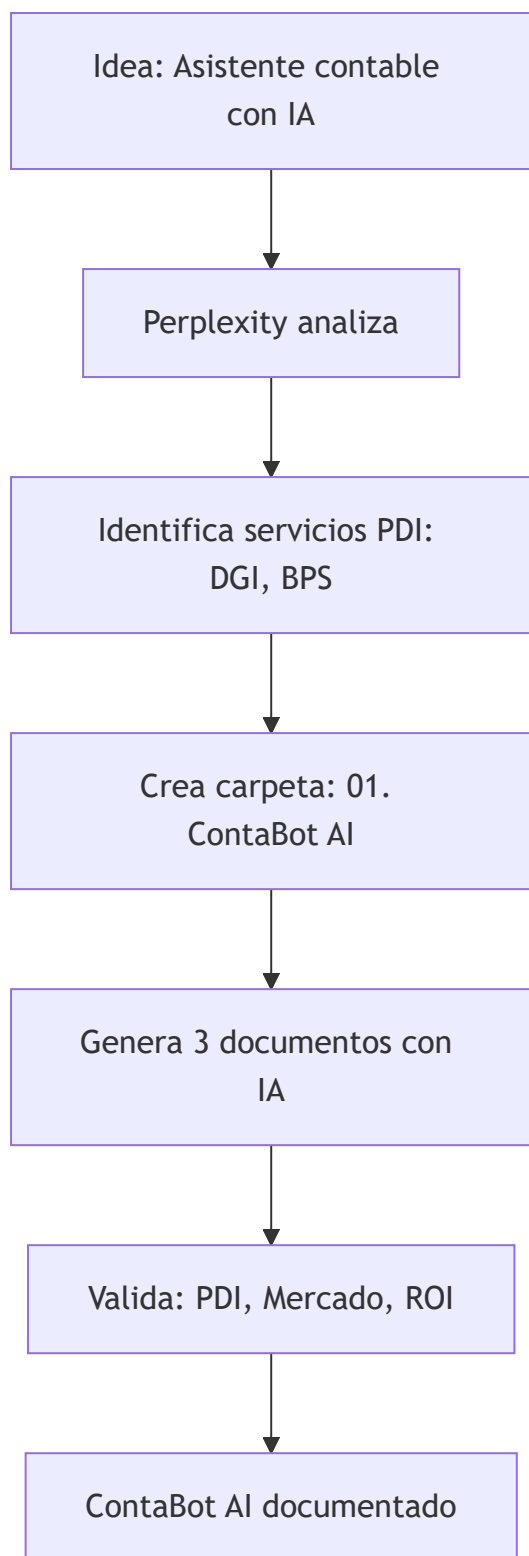 Idea: Asistente contable
con IA
Perplexity analiza
Identifica servicios PDI:
DGI, BPS
Crea carpeta: 01.
ContaBot AI
Genera 3 documentos con
IA
Valida: PDI, Mercado, ROI
ContaBot AI documentado